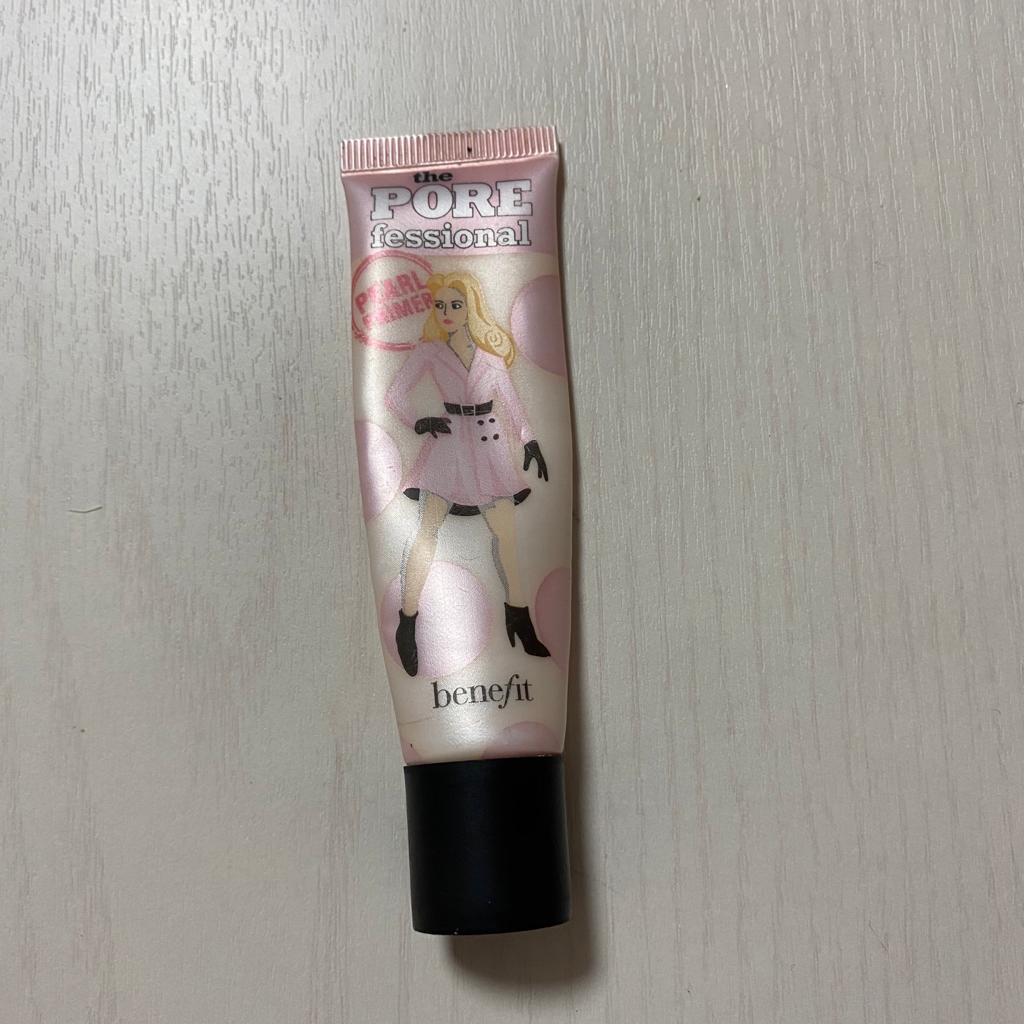 the
PORE
fessional
PEARL
PRIMER
benefit